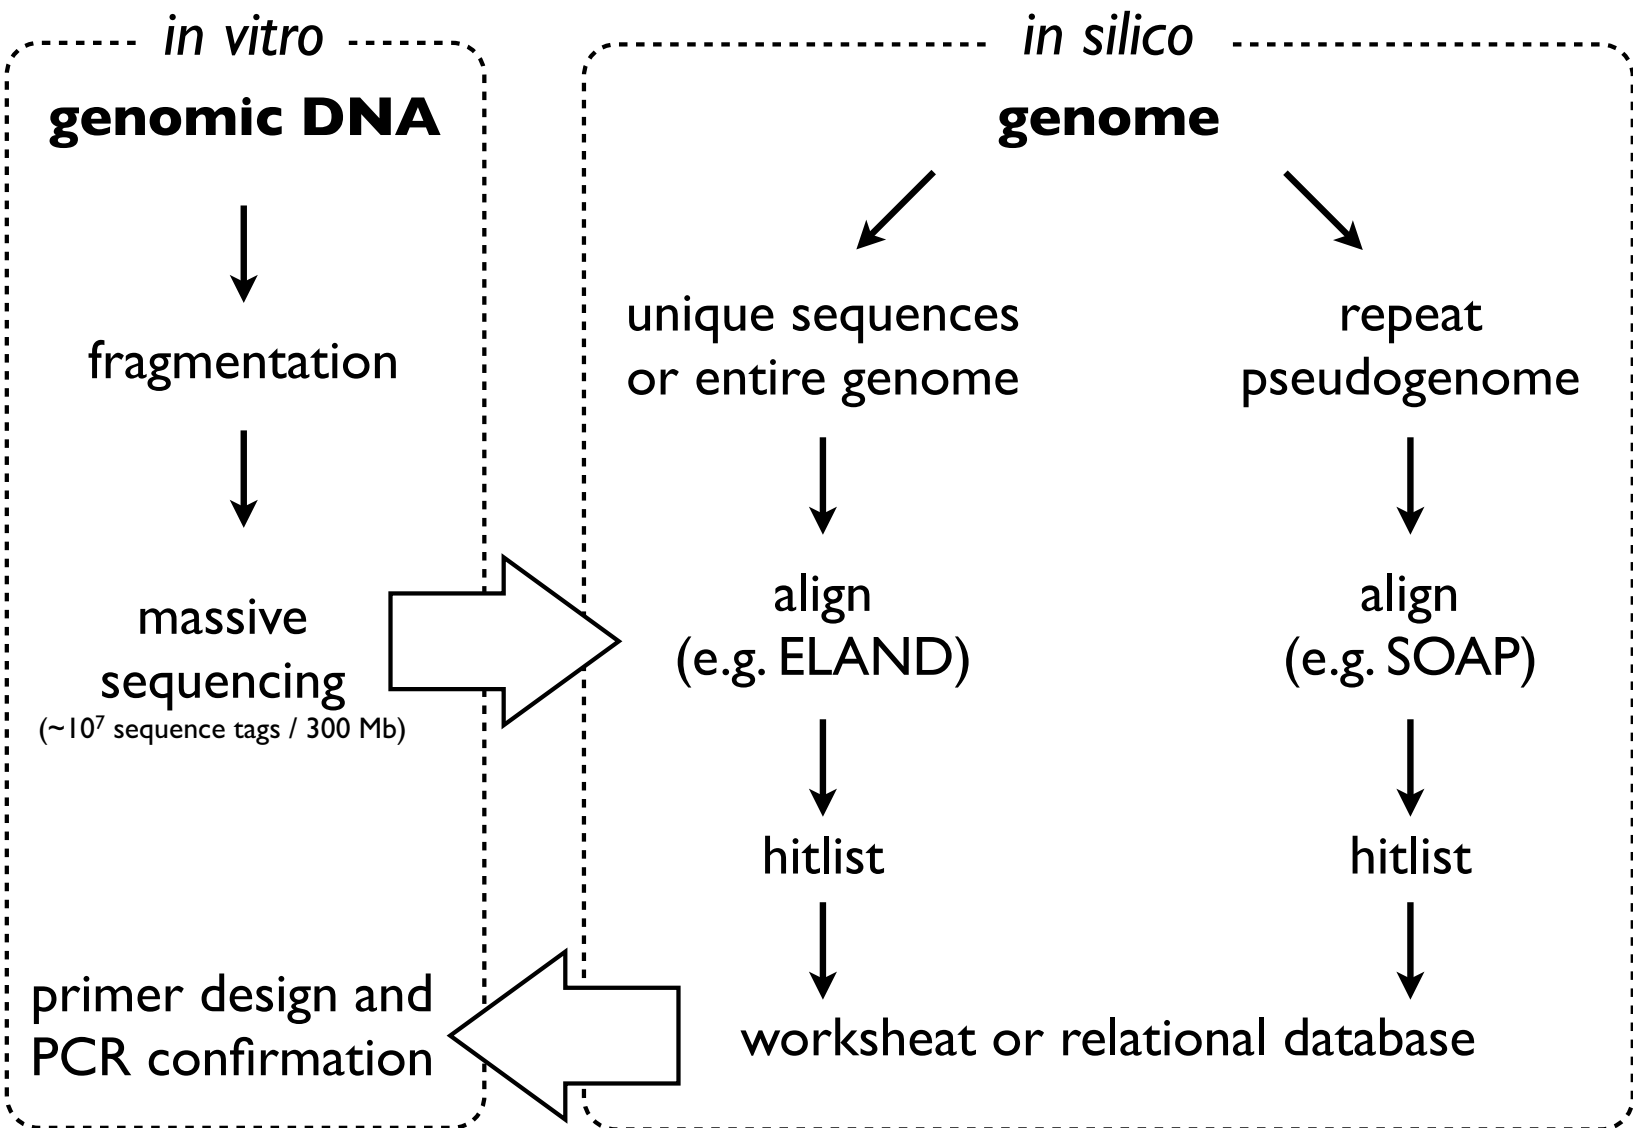 in vitro
genomic DNA
fragmentation
massive
sequencing
(~10⁷ sequence tags / 300 Mb)
primer design and
PCR confirmation
in silico
genome
unique sequences
or entire genome
align
(e.g. ELAND)
hitlist
repeat
pseudogenome
align
(e.g. SOAP)
hitlist
worksheat or relational database